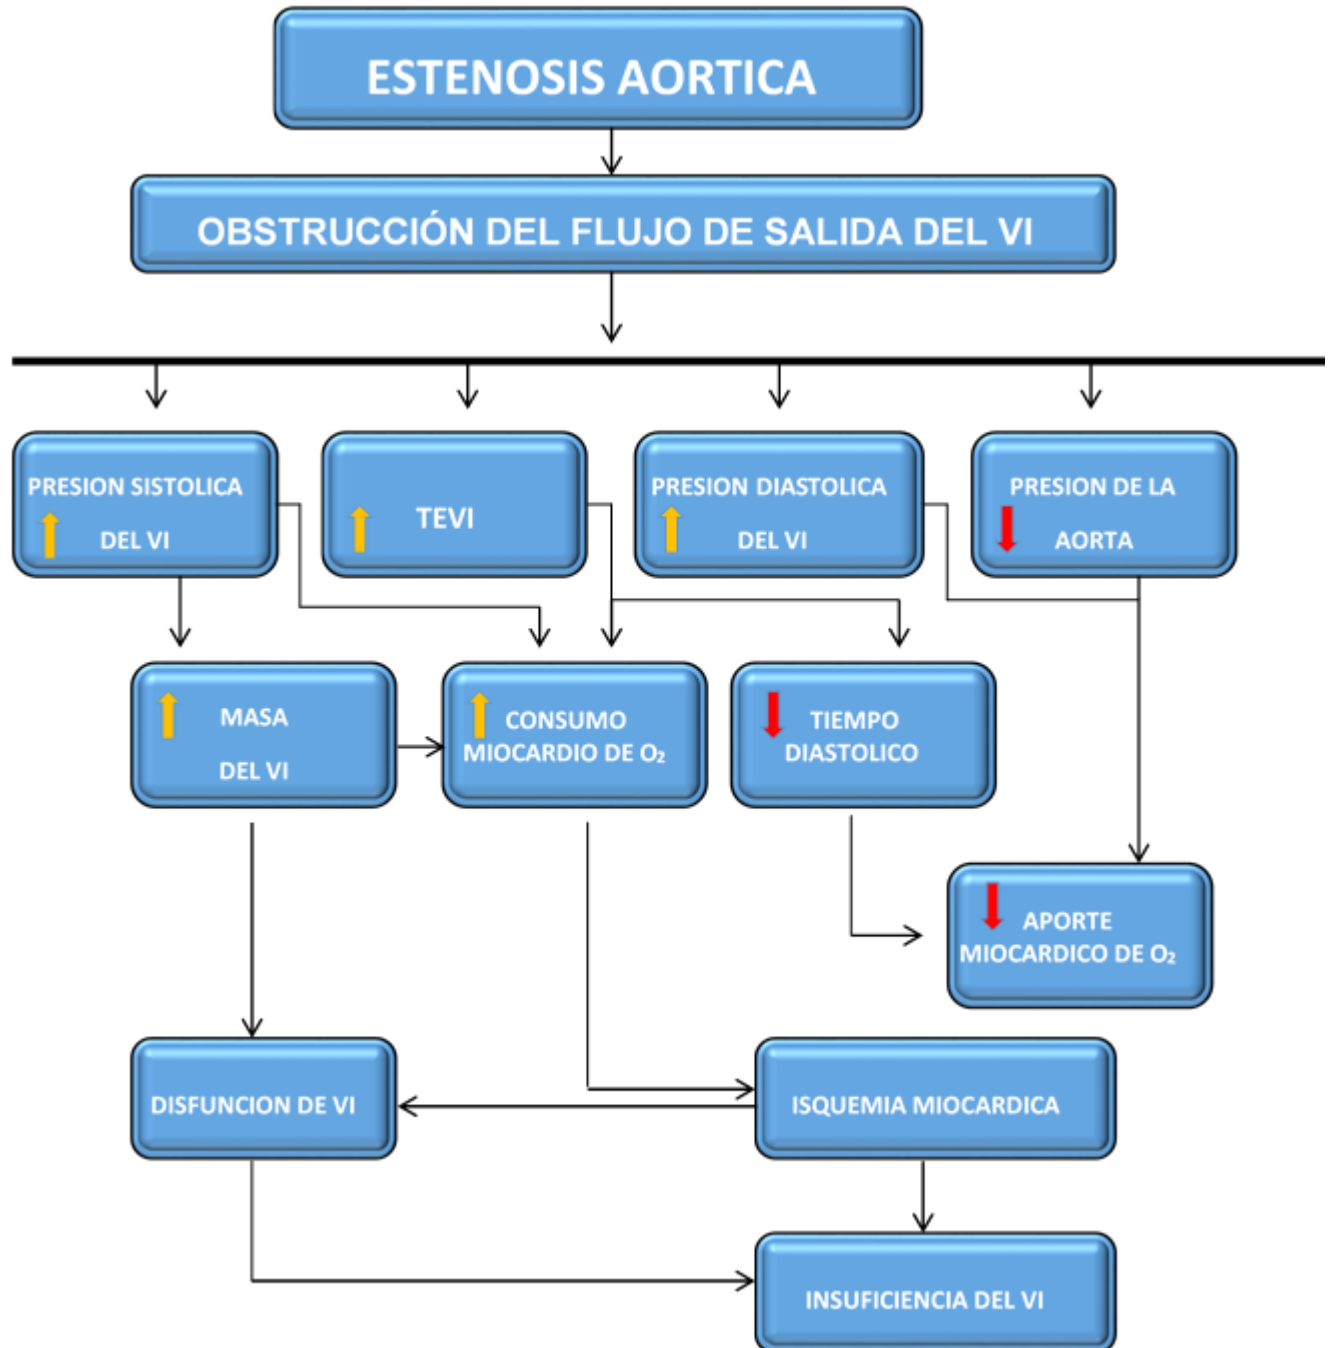 ESTENOSIS AORTICA
OBSTRUCCIÓN DEL FLUJO DE SALIDA DEL VI
PRESION SISTOLICA
DEL VI
TEVI
PRESION DIASTOLICA
DEL VI
PRESION DE LA
AORTA
MASA
DEL VI
CONSUMO
MIOCARDIO DE O₂
TIEMPO
DIASTOLICO
APORTE
MIOCARDICO DE O₂
DISFUNCION DE VI
ISQUEMIA MIOCARDICA
INSUFICIENCIA DEL VI